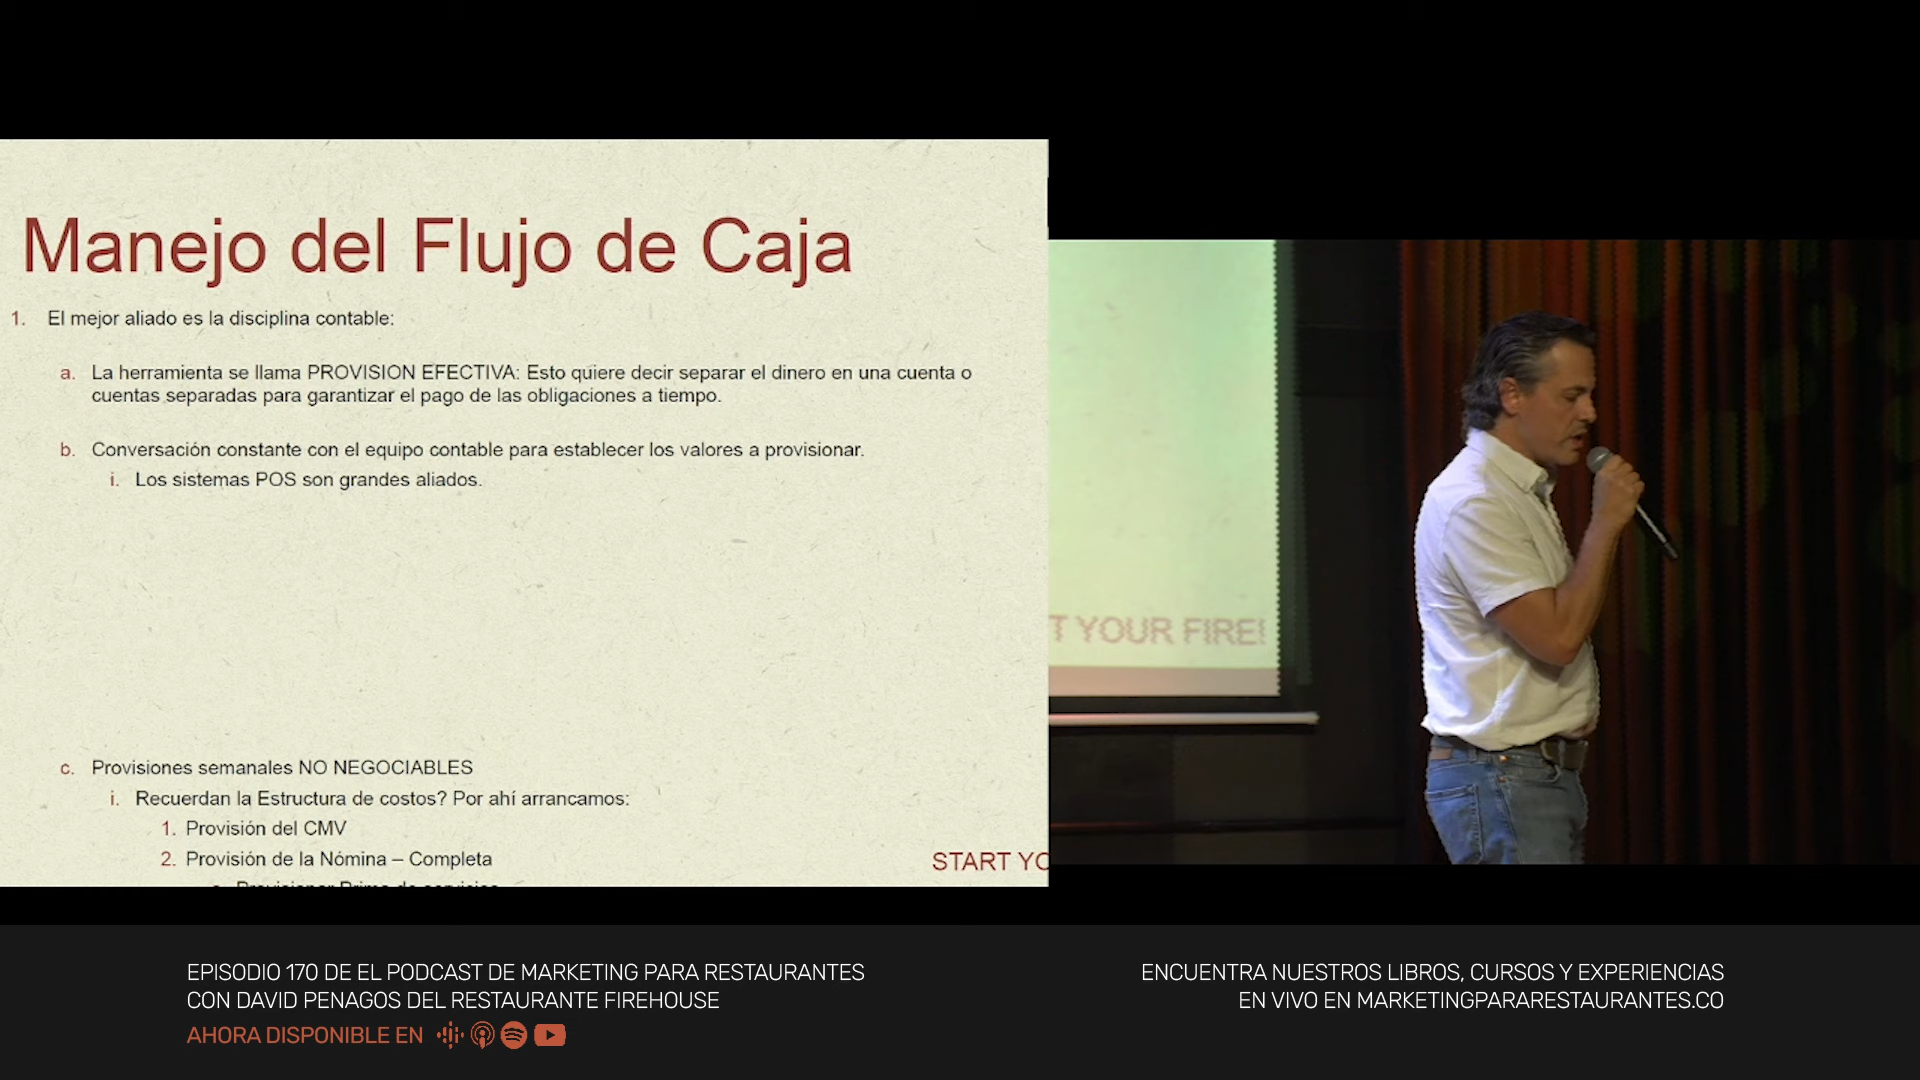 Manejo del Flujo de Caja
1. El mejor aliado es la disciplina contable:
a. La herramienta se llama PROVISION EFECTIVA: Esto quiere decir separar el dinero en una cuenta o
cuentas separadas para garantizar el pago de las obligaciones a tiempo.
b. Conversación constante con el equipo contable para establecer los valores a provisionar.
i. Los sistemas POS son grandes aliados.
c. Provisiones semanales NO NEGOCIABLES
i. Recuerdan la Estructura de costos? Por ahí arrancamos:
1. Provisión del CMV
2. Provisión de la Nómina – Completa
START YO
T YOUR FIRE!
EPISODIO 170 DE EL PODCAST DE MARKETING PARA RESTAURANTES
CON DAVID PENAGOS DEL RESTAURANTE FIREHOUSE
AHORA DISPONIBLE EN
ENCUENTRA NUESTROS LIBROS, CURSOS Y EXPERIENCIAS
EN VIVO EN MARKETINGPARARESTAURANTES.CO